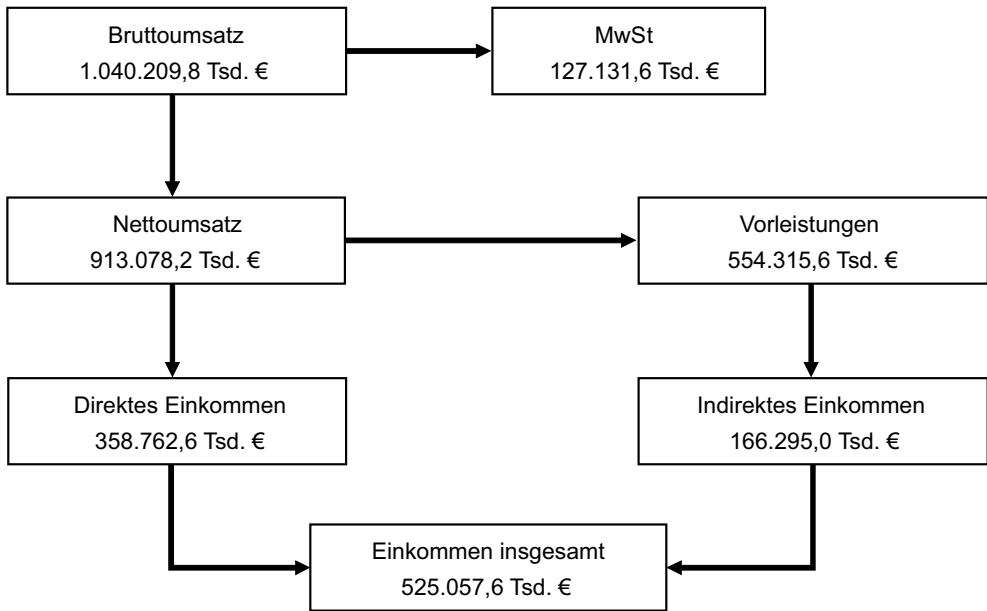 Bruttoumsatz
1.040.209,8 Tsd. €
MwSt
127.131,6 Tsd. €
Nettoumsatz
913.078,2 Tsd. €
Vorleistungen
554.315,6 Tsd. €
Direktes Einkommen
358.762,6 Tsd. €
Indirektes Einkommen
166.295,0 Tsd. €
Einkommen insgesamt
525.057,6 Tsd. €